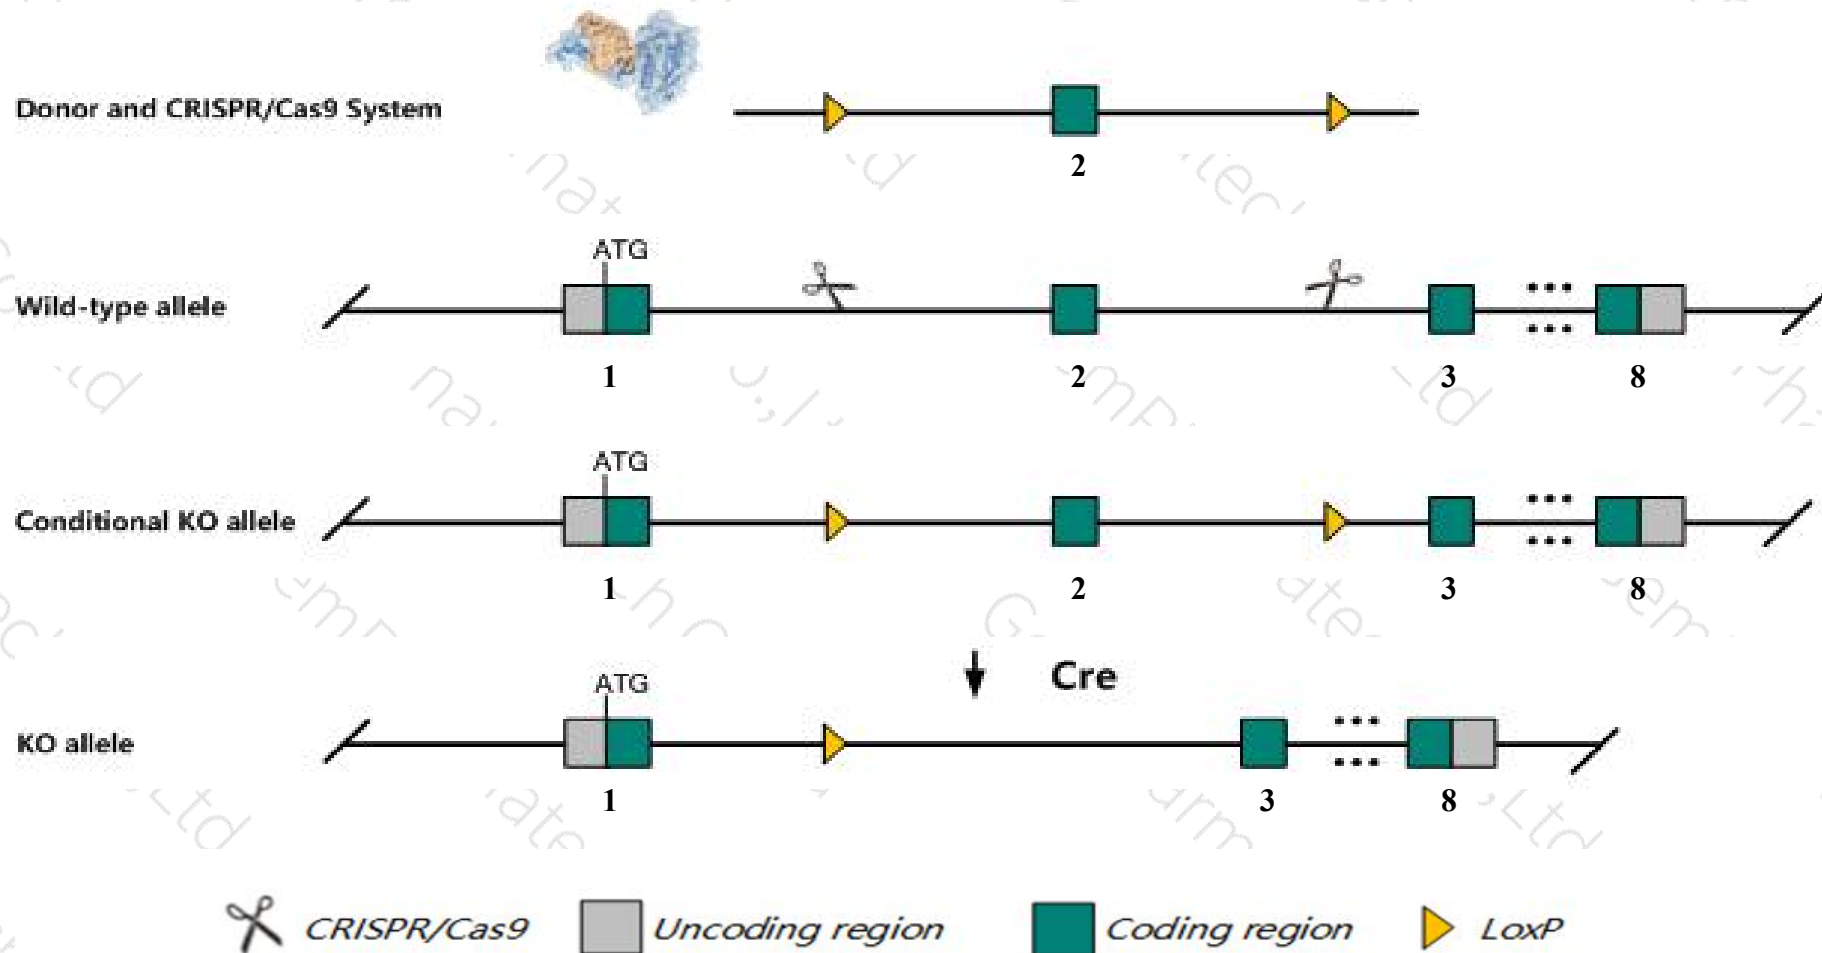 Donor and CRISPR/Cas9 System
2
ATG
Wild-type allele
1 2 3 8
ATG
Conditional KO allele
1 2 3 8
Cre
ATG
KO allele
1 3 8
CRISPR/Cas9 Uncoding region Coding region LoxP